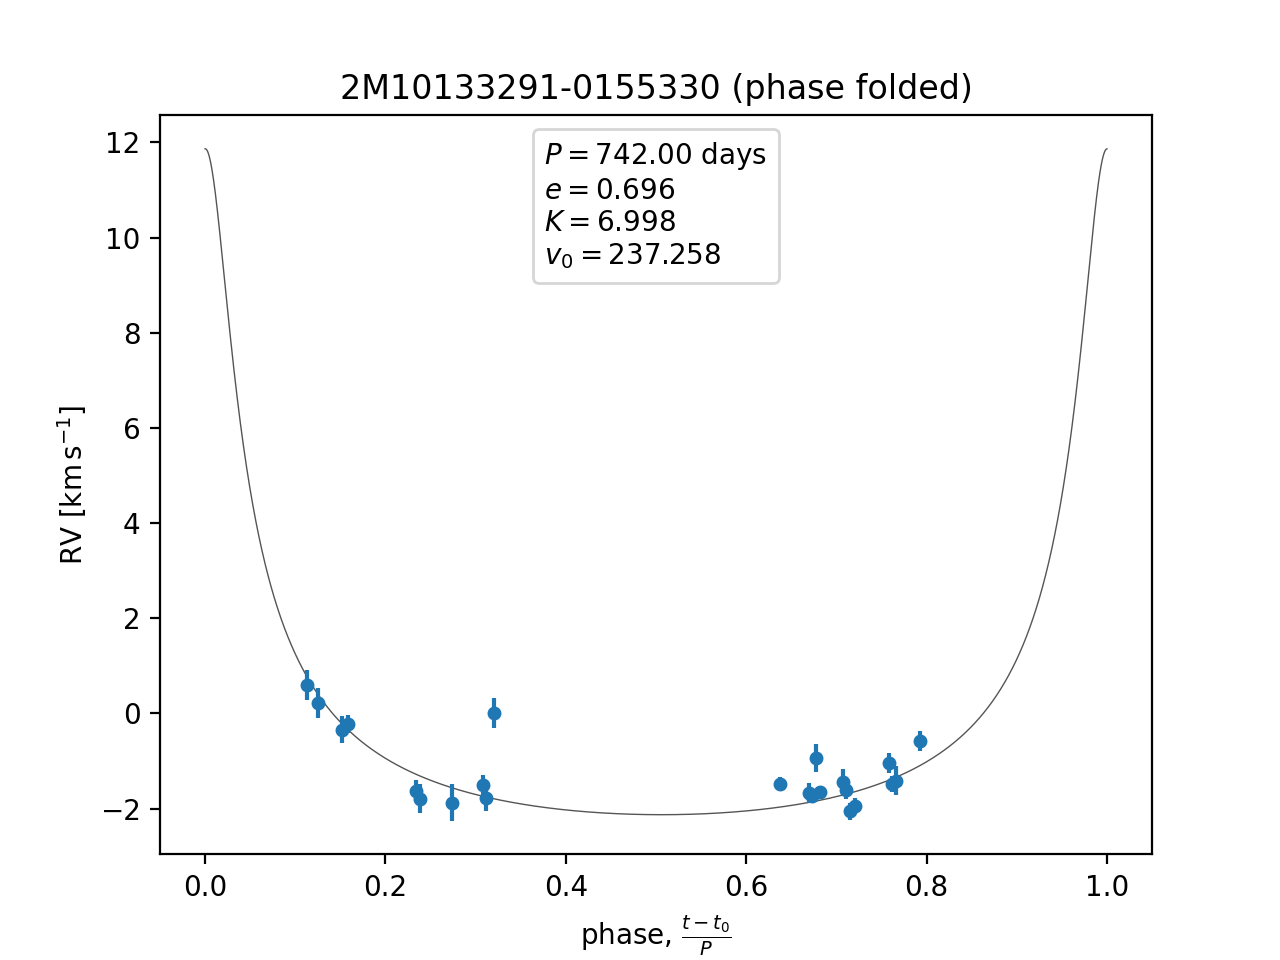 2M10133291-0155330 (phase folded)
P = 742.00 days
e = 0.696
K = 6.998
v₀ = 237.258
12
10
8
6
4
2
0
−2
RV [km s⁻¹]
0.0 0.2 0.4 0.6 0.8 1.0
phase, (t − t₀)/P